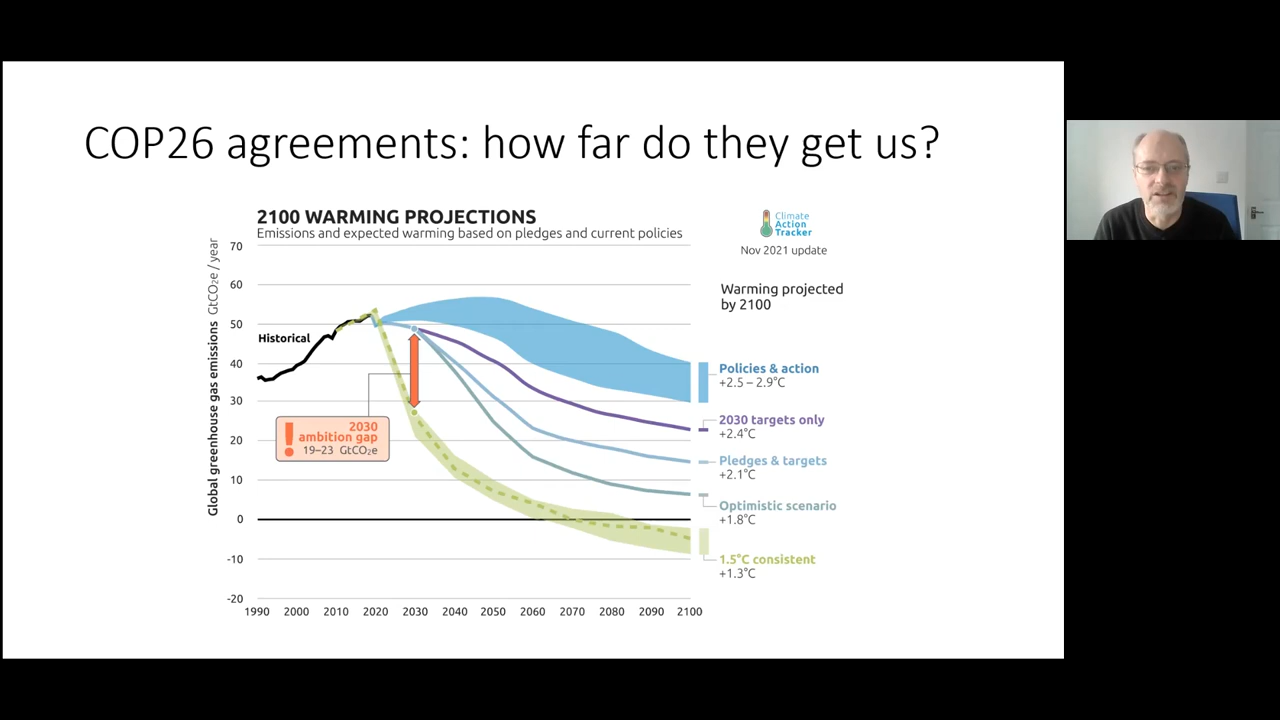 COP26 agreements: how far do they get us?
2100 WARMING PROJECTIONS
Emissions and expected warming based on pledges and current policies
Climate
Action
Tracker
Nov 2021 update
Warming projected
by 2100
Global greenhouse gas emissions GtCO₂e / year
70
60
50
40
30
20
10
0
-10
-20
Historical
2030
ambition gap
19–23 GtCO₂e
Policies & action
+2.5 – 2.9°C
2030 targets only
+2.4°C
Pledges & targets
+2.1°C
Optimistic scenario
+1.8°C
1.5°C consistent
+1.3°C
1990 2000 2010 2020 2030 2040 2050 2060 2070 2080 2090 2100